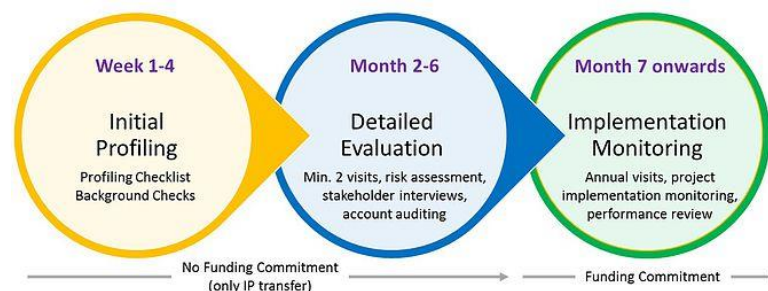 Week 1-4
Initial
Profiling
Profiling Checklist
Background Checks
Month 2-6
Detailed
Evaluation
Min. 2 visits, risk assessment,
stakeholder interviews,
account auditing
Month 7 onwards
Implementation
Monitoring
Annual visits, project
implementation monitoring,
performance review
No Funding Commitment
(only IP transfer)
Funding Commitment